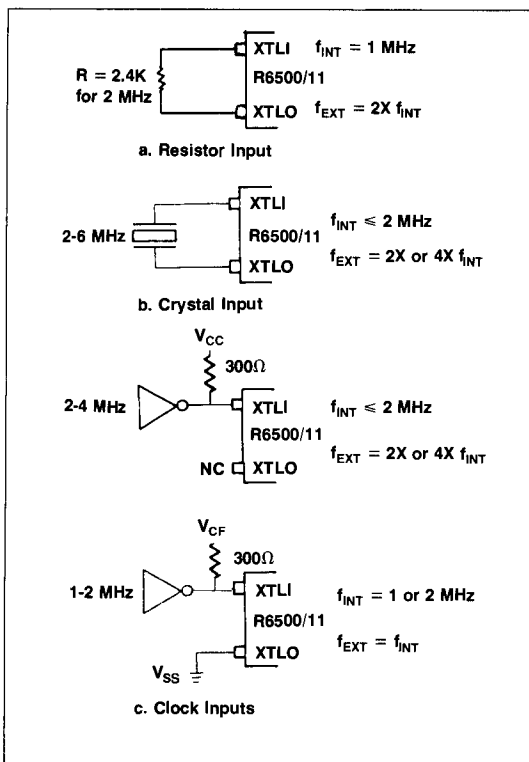 XTLI f_INT = 1 MHz
R = 2.4K R6500/11
for 2 MHz
XTLO f_EXT = 2X f_INT
a. Resistor Input
XTLI
f_INT ≤ 2 MHz
2-6 MHz R6500/11
f_EXT = 2X or 4X f_INT
XTLO
b. Crystal Input
V_CC
300Ω
2-4 MHz XTLI f_INT ≤ 2 MHz
R6500/11
f_EXT = 2X or 4X f_INT
NC XTLO
V_CF
300Ω
1-2 MHz XTLI f_INT = 1 or 2 MHz
R6500/11
f_EXT = f_INT
XTLO
V_SS
c. Clock Inputs